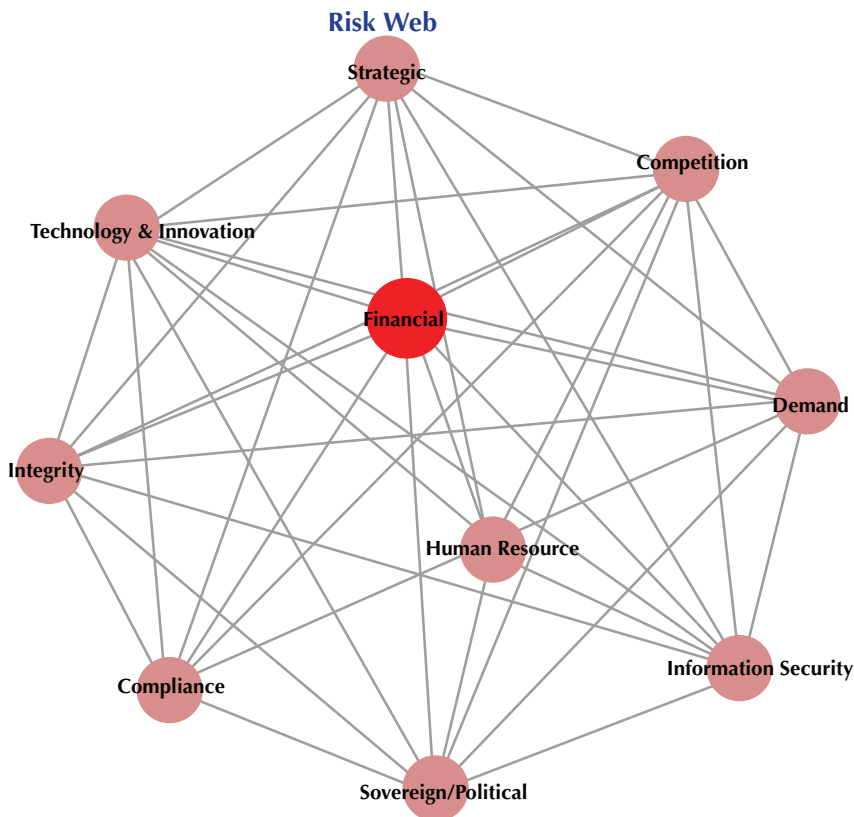 Risk Web
Strategic
Competition
Technology & Innovation
Financial
Demand
Integrity
Human Resource
Information Security
Compliance
Sovereign/Political